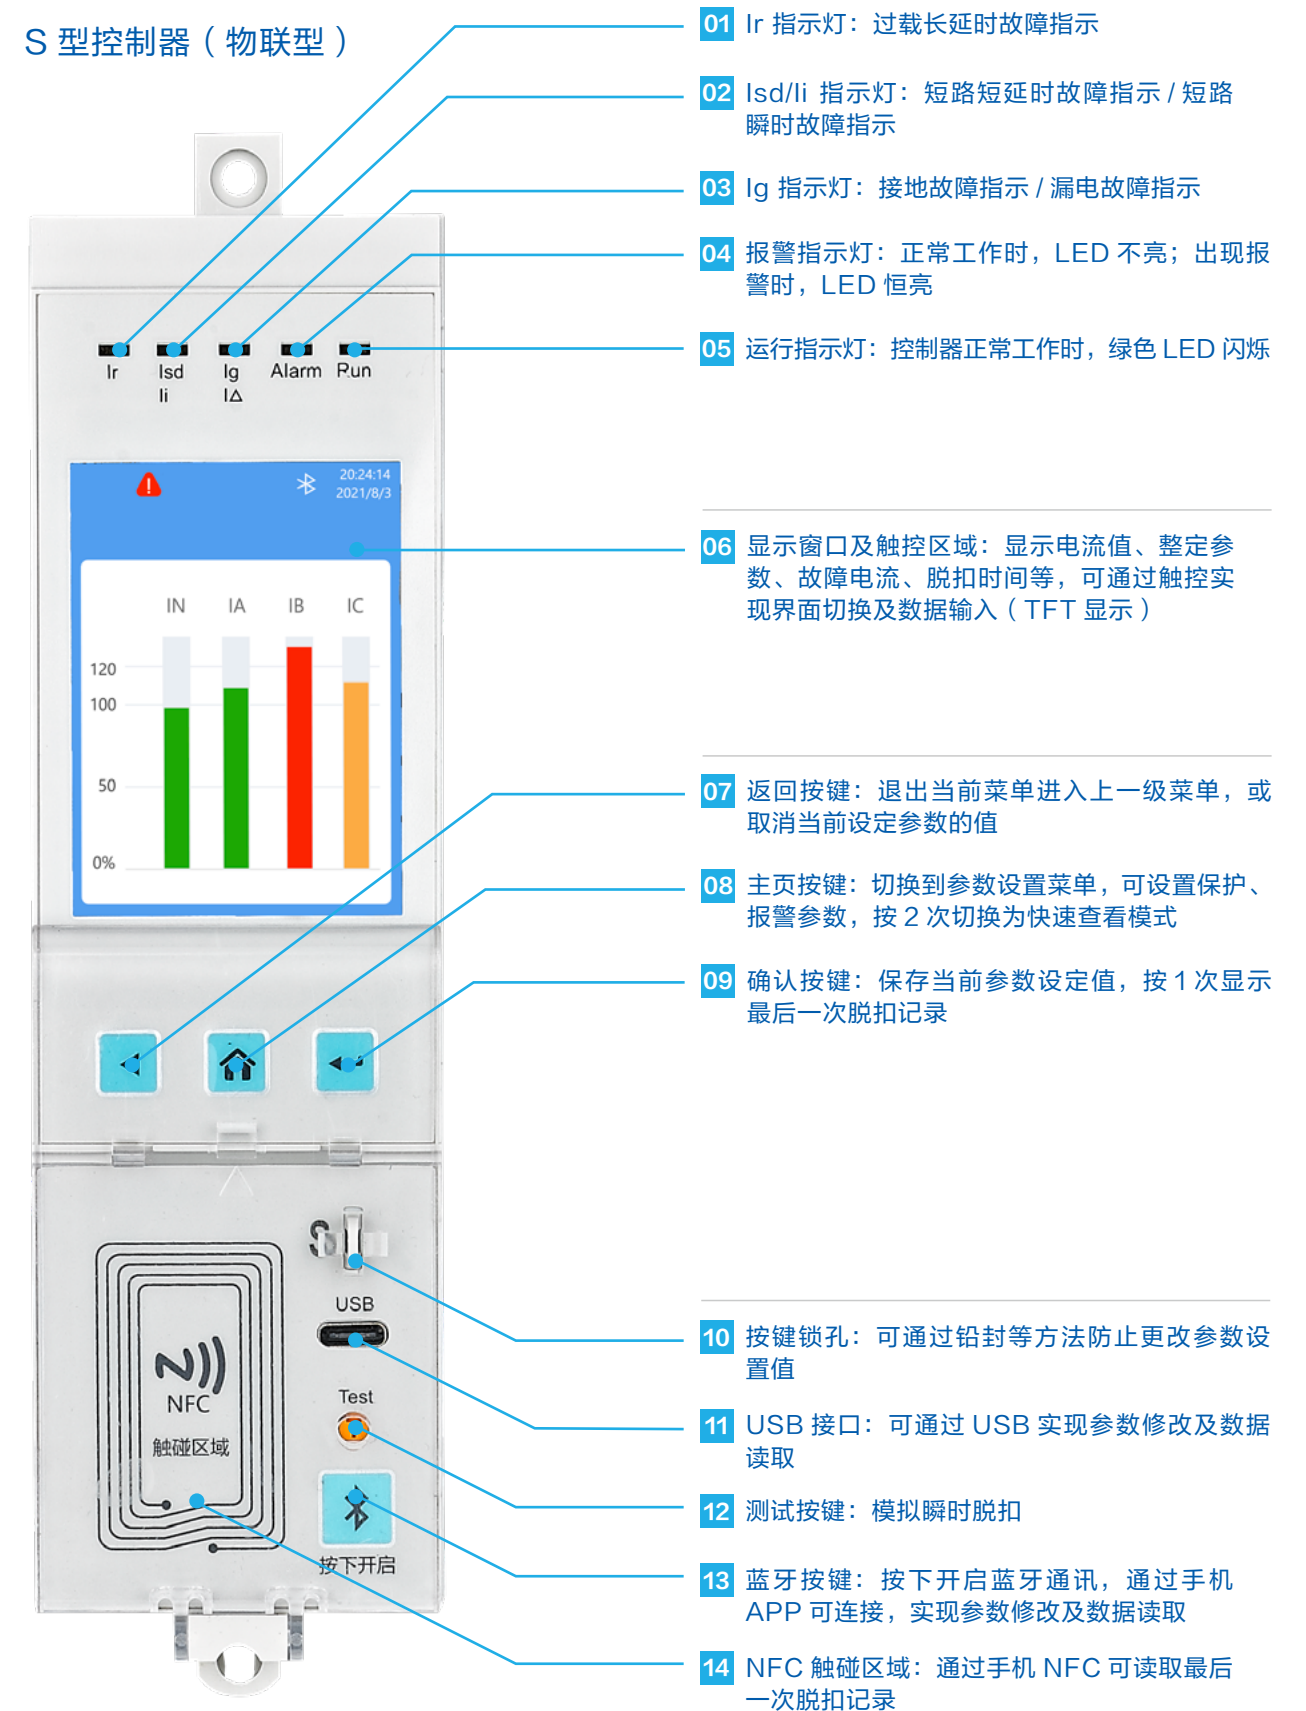 S 型控制器（物联型）
01 Ir 指示灯：过载长延时故障指示
02 Isd/Ii 指示灯：短路短延时故障指示 / 短路
瞬时故障指示
03 Ig 指示灯：接地故障指示 / 漏电故障指示
04 报警指示灯：正常工作时，LED 不亮；出现报
警时，LED 恒亮
05 运行指示灯：控制器正常工作时，绿色 LED 闪烁
Ir Isd Ig Alarm Run
Ii I△
20:24:14
2021/8/3
06 显示窗口及触控区域：显示电流值、整定参
数、故障电流、脱扣时间等，可通过触控实
现界面切换及数据输入（TFT 显示）
IN IA IB IC
120
100
50
0%
07 返回按键：退出当前菜单进入上一级菜单，或
取消当前设定参数的值
08 主页按键：切换到参数设置菜单，可设置保护、
报警参数，按 2 次切换为快速查看模式
09 确认按键：保存当前参数设定值，按 1 次显示
最后一次脱扣记录
S
USB
10 按键锁孔：可通过铅封等方法防止更改参数设
置值
NFC
触碰区域
Test
11 USB 接口：可通过 USB 实现参数修改及数据
读取
12 测试按键：模拟瞬时脱扣
按下开启
13 蓝牙按键：按下开启蓝牙通讯，通过手机
APP 可连接，实现参数修改及数据读取
14 NFC 触碰区域：通过手机 NFC 可读取最后
一次脱扣记录